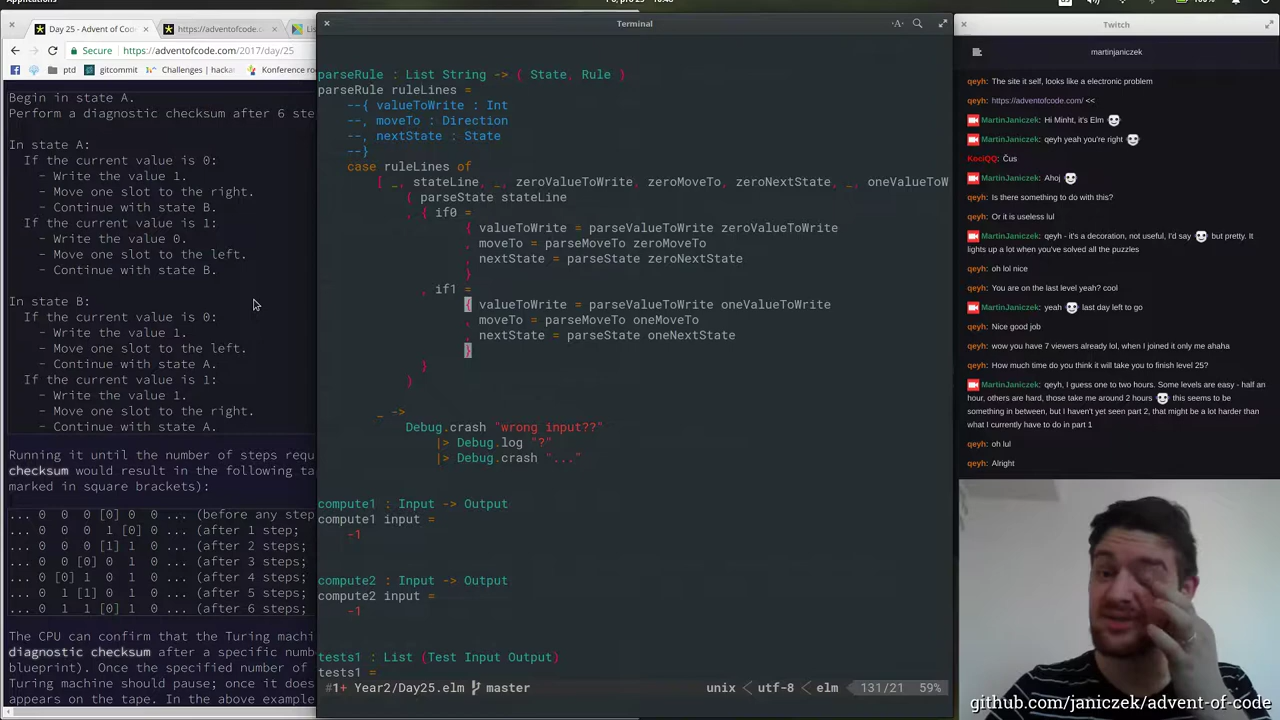 Applications
Day 25 - Advent of Code
https://adventofcode.co
Secure
https://adventofcode.com/2017/day/25
ptd
gitcommit
Challenges | hacka
Konference ro
Begin in state A.
Perform a diagnostic checksum after 6 ste
In state A:
If the current value is 0:
- Write the value 1.
- Move one slot to the right.
- Continue with state B.
If the current value is 1:
- Write the value 0.
- Move one slot to the left.
- Continue with state B.
In state B:
If the current value is 0:
- Write the value 1.
- Move one slot to the left.
- Continue with state A.
If the current value is 1:
- Write the value 1.
- Move one slot to the right.
- Continue with state A.
Running it until the number of steps requ
checksum would result in the following ta
marked in square brackets):
... 0 0 0 [0] 0 0 ... (before any step
... 0 0 0 1 [0] 0 ... (after 1 step;
... 0 0 0 [1] 1 0 ... (after 2 steps;
... 0 0 [0] 0 1 0 ... (after 3 steps;
... 0 [0] 1 0 1 0 ... (after 4 steps;
... 0 1 [1] 0 1 0 ... (after 5 steps;
... 0 1 1 [0] 1 0 ... (after 6 steps;
The CPU can confirm that the Turing machi
diagnostic checksum after a specific numb
blueprint). Once the specified number of
Turing machine should pause; once it does
appears on the tape. In the above example
Terminal
-A-
parseRule : List String -> ( State, Rule )
parseRule ruleLines =
--{ valueToWrite : Int
--, moveTo : Direction
--, nextState : State
--}
case ruleLines of
[ _, stateLine, _, zeroValueToWrite, zeroMoveTo, zeroNextState, _, oneValueToW
( parseState stateLine
, { if0 =
{ valueToWrite = parseValueToWrite zeroValueToWrite
, moveTo = parseMoveTo zeroMoveTo
, nextState = parseState zeroNextState
}
, if1 =
{ valueToWrite = parseValueToWrite oneValueToWrite
, moveTo = parseMoveTo oneMoveTo
, nextState = parseState oneNextState
}
}
)
_ ->
Debug.crash "wrong input??"
|> Debug.log "?"
|> Debug.crash "..."
compute1 : Input -> Output
compute1 input =
-1
compute2 : Input -> Output
compute2 input =
-1
tests1 : List (Test Input Output)
tests1 =
#1+ Year2/Day25.elm master
unix < utf-8 < elm 131/21 59%
Twitch
martinjaniczek
qeyh: The site it self, looks like a electronic problem
qeyh: https://adventofcode.com/ <<
MartinJaniczek: Hi Minht, it's Elm
MartinJaniczek: qeyh yeah you're right
KociQQ: Čus
MartinJaniczek: Ahoj
qeyh: Is there something to do with this?
qeyh: Or it is useless lul
MartinJaniczek: qeyh - it's a decoration, not useful, I'd say but pretty. It
lights up a lot when you've solved all the puzzles
qeyh: oh lol nice
qeyh: You are on the last level yeah? cool
MartinJaniczek: yeah last day left to go
qeyh: Nice good job
qeyh: wow you have 7 viewers already lol, when I joined it only me ahaha
qeyh: How much time do you think it will take you to finish level 25?
MartinJaniczek: qeyh, I guess one to two hours. Some levels are easy - half an
hour, others are hard, those take me around 2 hours this seems to be
something in between, but I haven't yet seen part 2, that might be a lot harder than
what I currently have to do in part 1
qeyh: oh lul
qeyh: Alright
github.com/janiczek/advent-of-code